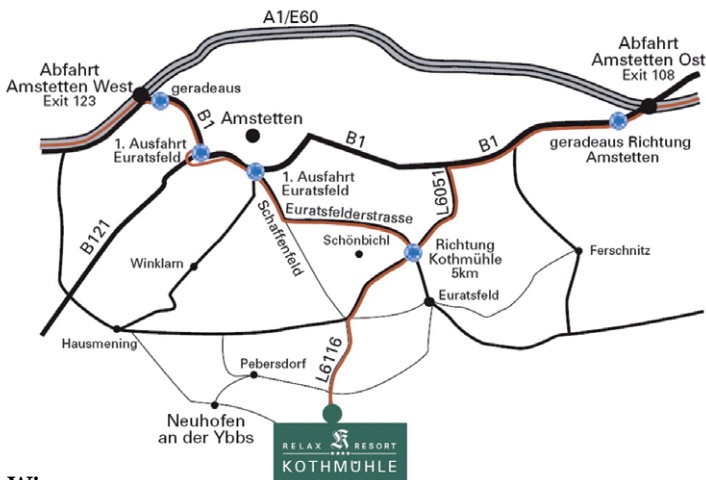 A1/E60
Abfahrt
Amstetten West
Exit 123
geradeaus
B1
Amstetten
1. Ausfahrt
Euratsfeld
B1
B1
Abfahrt
Amstetten Ost
Exit 108
geradeaus Richtung
Amstetten
1. Ausfahrt
Euratsfeld
L6051
Euratsfelderstrasse
Schaffenfeld
B121
Winklarn
Schönbichl
Richtung
Kothmühle
5km
Ferschnitz
Euratsfeld
Hausmening
L6116
Pebersdorf
Neuhofen
an der Ybbs
RELAX RESORT
KOTHMÜHLE